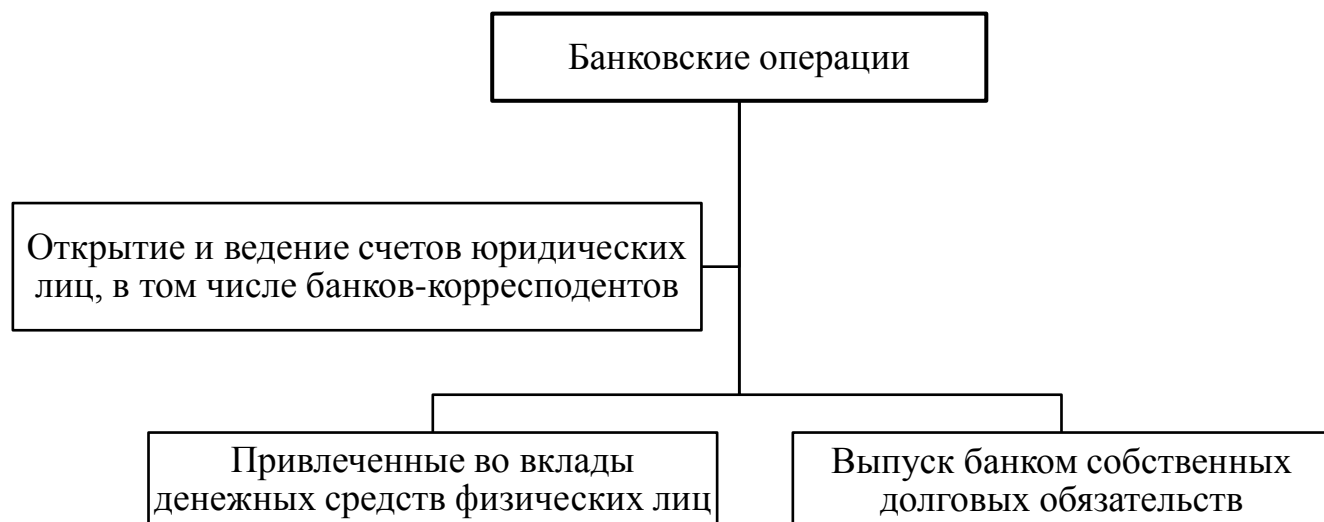 Банковские операции
Открытие и ведение счетов юридических
лиц, в том числе банков-корресподентов
Привлеченные во вклады
денежных средств физических лиц
Выпуск банком собственных
долговых обязательств